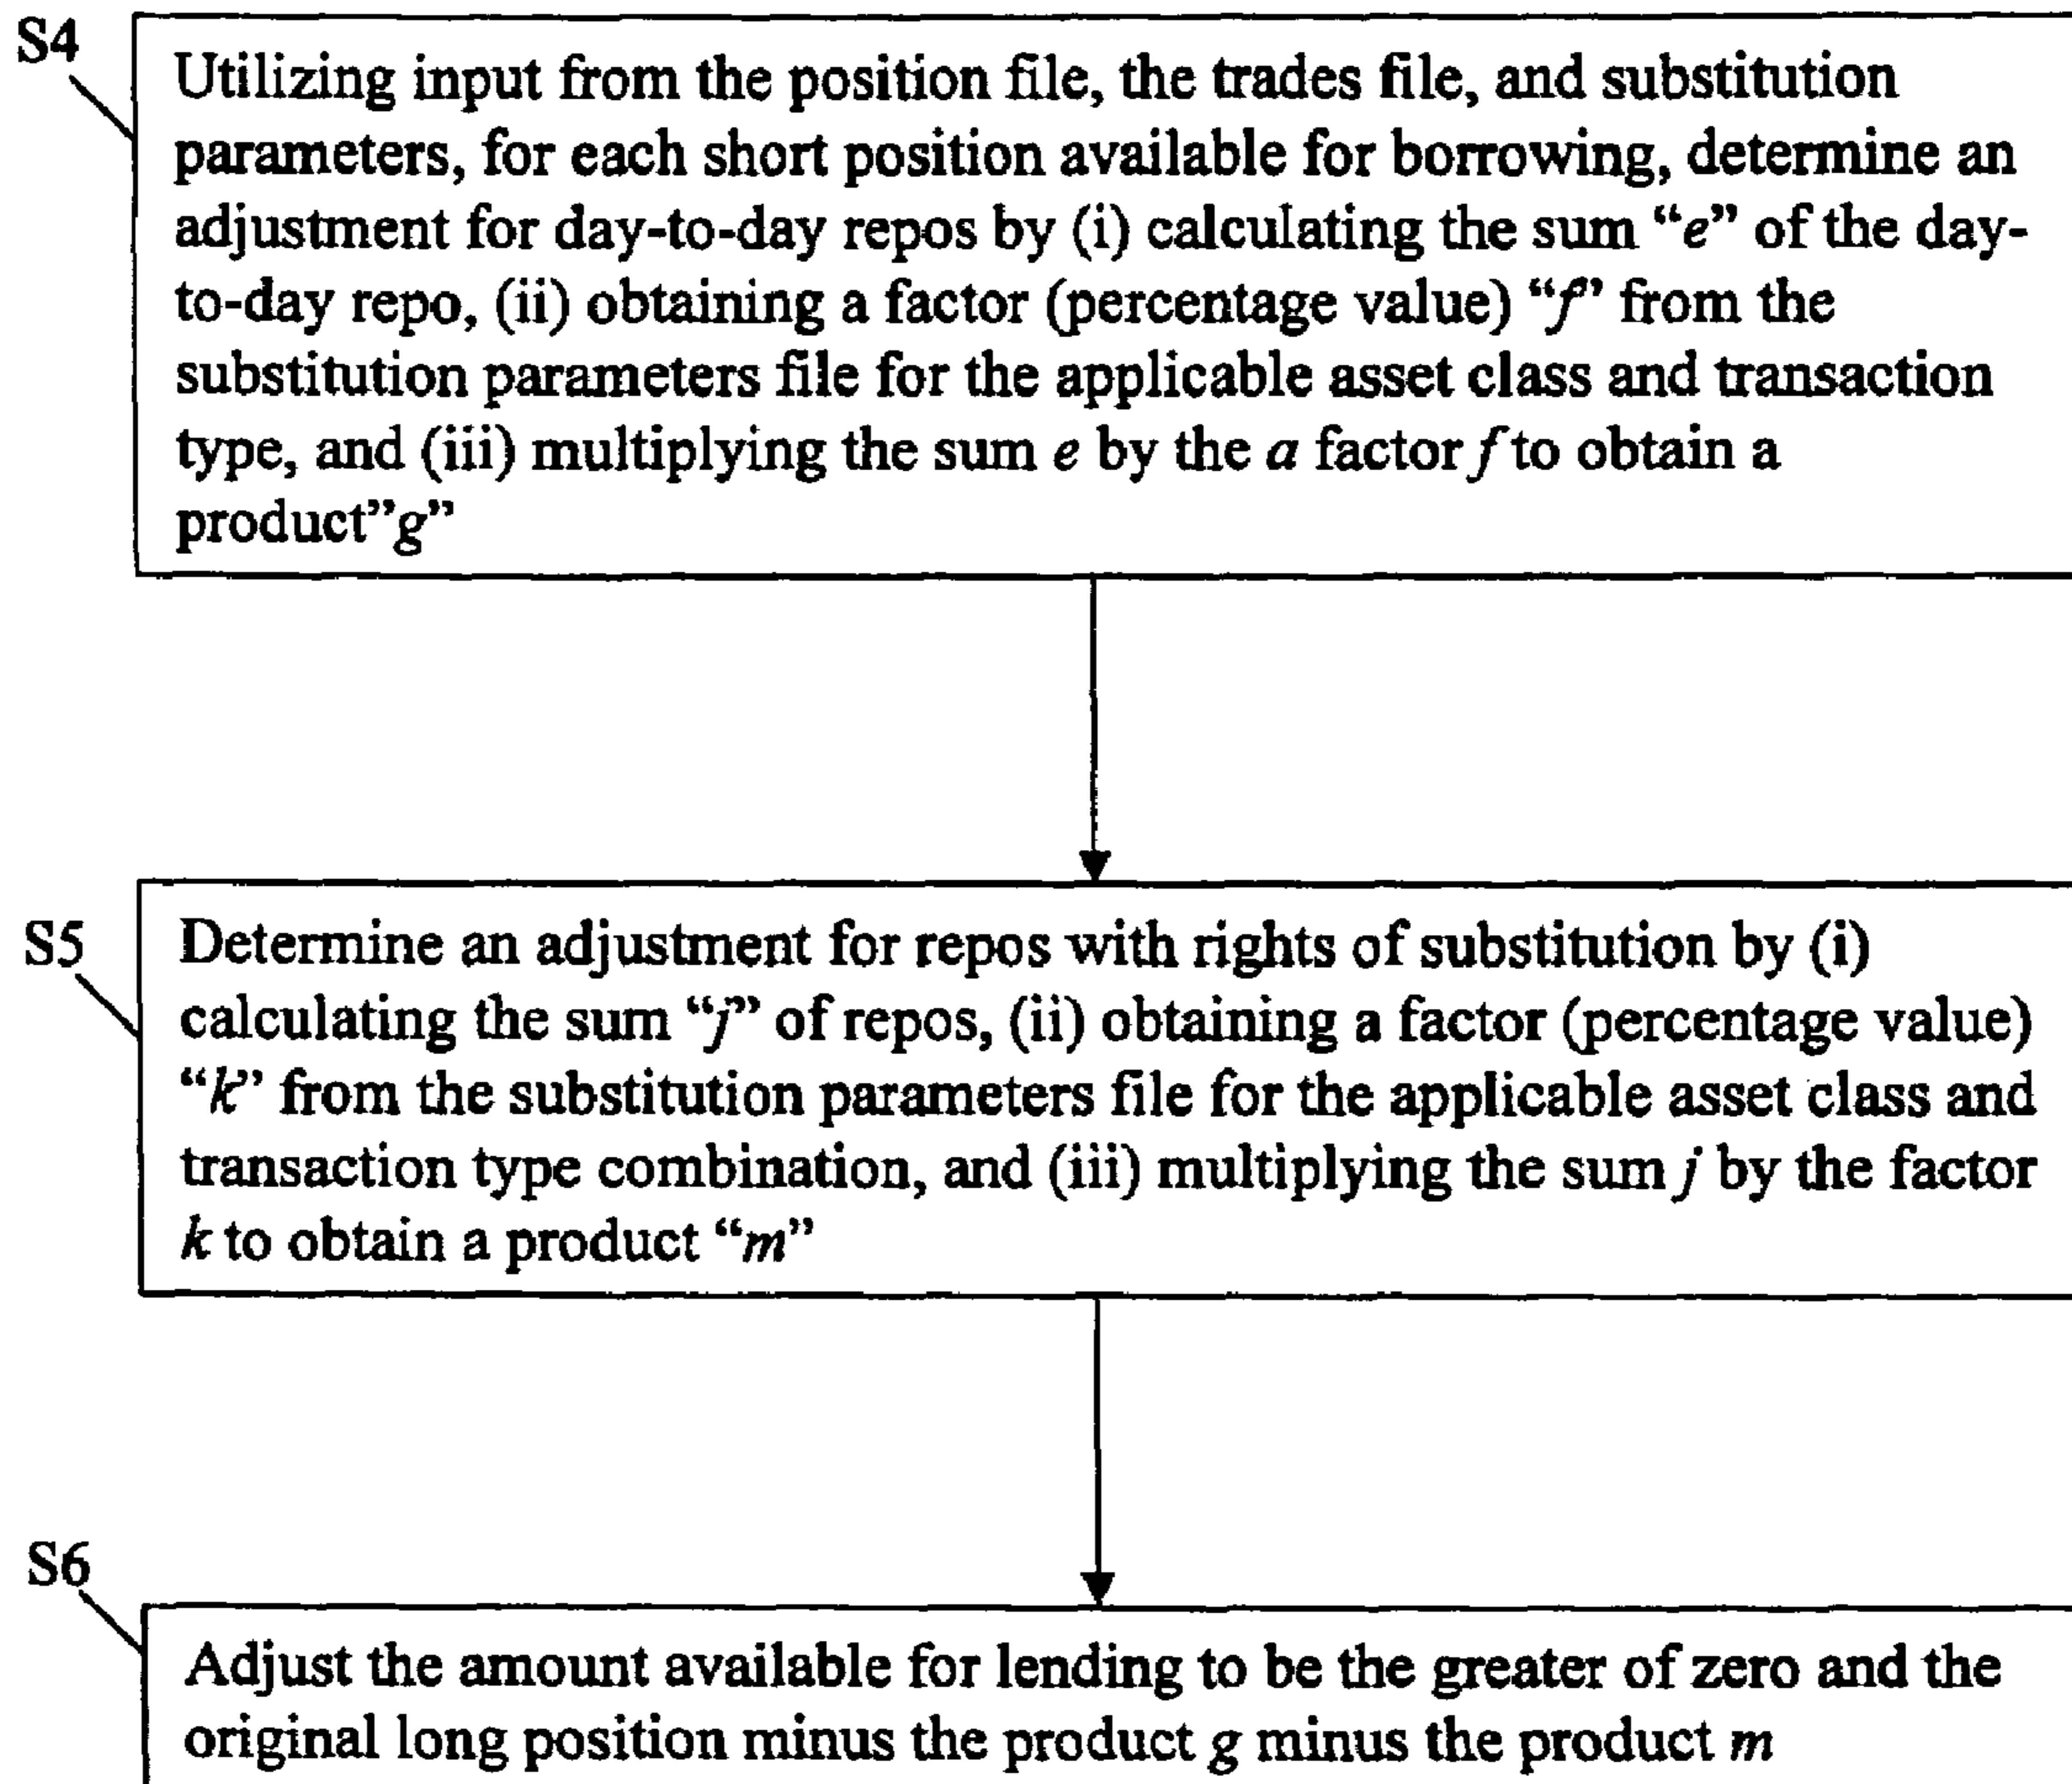 S4
Utilizing input from the position file, the trades file, and substitution
parameters, for each short position available for borrowing, determine an
adjustment for day-to-day repos by (i) calculating the sum “e” of the day-
to-day repo, (ii) obtaining a factor (percentage value) “f” from the
substitution parameters file for the applicable asset class and transaction
type, and (iii) multiplying the sum e by the a factor f to obtain a
product”g”
S5
Determine an adjustment for repos with rights of substitution by (i)
calculating the sum “j” of repos, (ii) obtaining a factor (percentage value)
“k” from the substitution parameters file for the applicable asset class and
transaction type combination, and (iii) multiplying the sum j by the factor
k to obtain a product “m”
S6
Adjust the amount available for lending to be the greater of zero and the
original long position minus the product g minus the product m